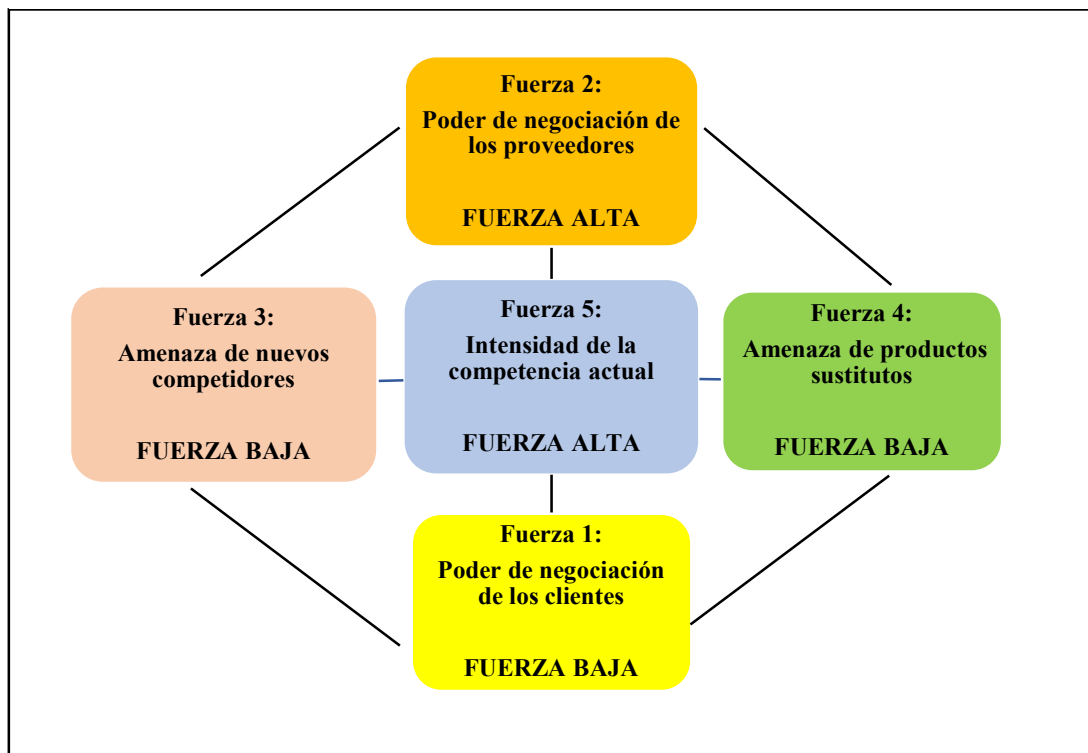 Fuerza 2:
Poder de negociación de
los proveedores
FUERZA ALTA
Fuerza 3:
Amenaza de nuevos
competidores
FUERZA BAJA
Fuerza 5:
Intensidad de la
competencia actual
FUERZA ALTA
Fuerza 4:
Amenaza de productos
sustitutos
FUERZA BAJA
Fuerza 1:
Poder de negociación
de los clientes
FUERZA BAJA